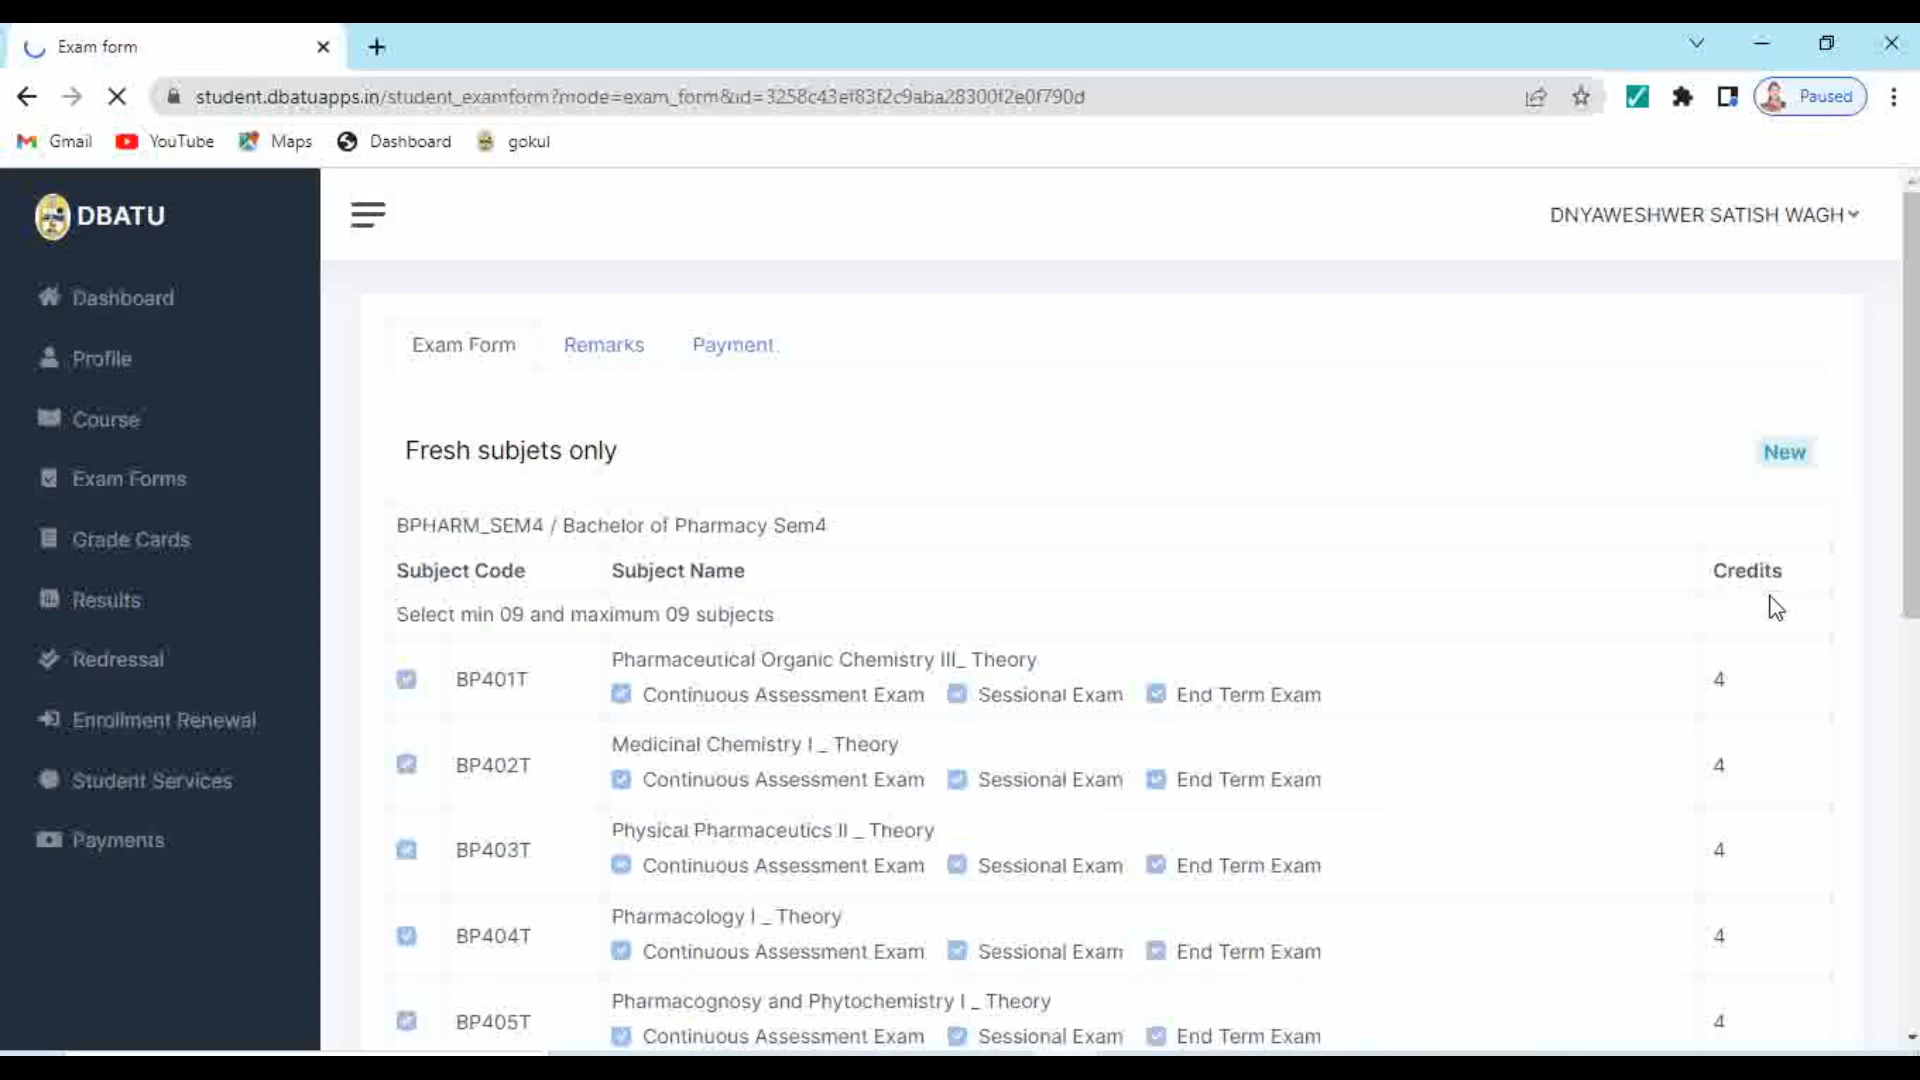 Exam form
student.dbatuapps.in/student_examform?mode=exam_form&id=3258c43ef83f2c9aba28300f2e0f790d
Paused
Gmail YouTube Maps Dashboard gokul
DBATU
DNYAWESHWER SATISH WAGH
Dashboard
Profile
Course
Exam Forms
Grade Cards
Results
Redressal
Enrollment Renewal
Student Services
Payments
Exam Form Remarks Payment
Fresh subjets only
New
BPHARM_SEM4 / Bachelor of Pharmacy Sem4
Subject Code Subject Name Credits
Select min 09 and maximum 09 subjects
Pharmaceutical Organic Chemistry III_ Theory
BP401T 4
Continuous Assessment Exam Sessional Exam End Term Exam
Medicinal Chemistry I _ Theory
BP402T 4
Continuous Assessment Exam Sessional Exam End Term Exam
Physical Pharmaceutics II _ Theory
BP403T 4
Continuous Assessment Exam Sessional Exam End Term Exam
Pharmacology I _ Theory
BP404T 4
Continuous Assessment Exam Sessional Exam End Term Exam
Pharmacognosy and Phytochemistry I _ Theory
BP405T 4
Continuous Assessment Exam Sessional Exam End Term Exam